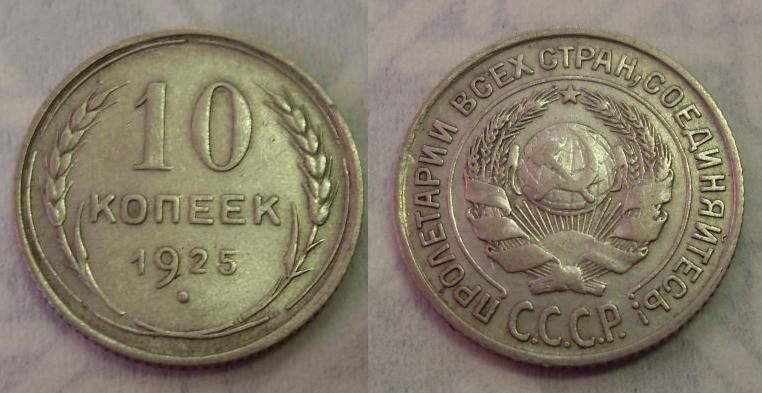 10
КОПЕЕК
1925
ПРОЛЕТАРИИ ВСЕХ СТРАН, СОЕДИНЯЙТЕСЬ!
С.С.С.Р.